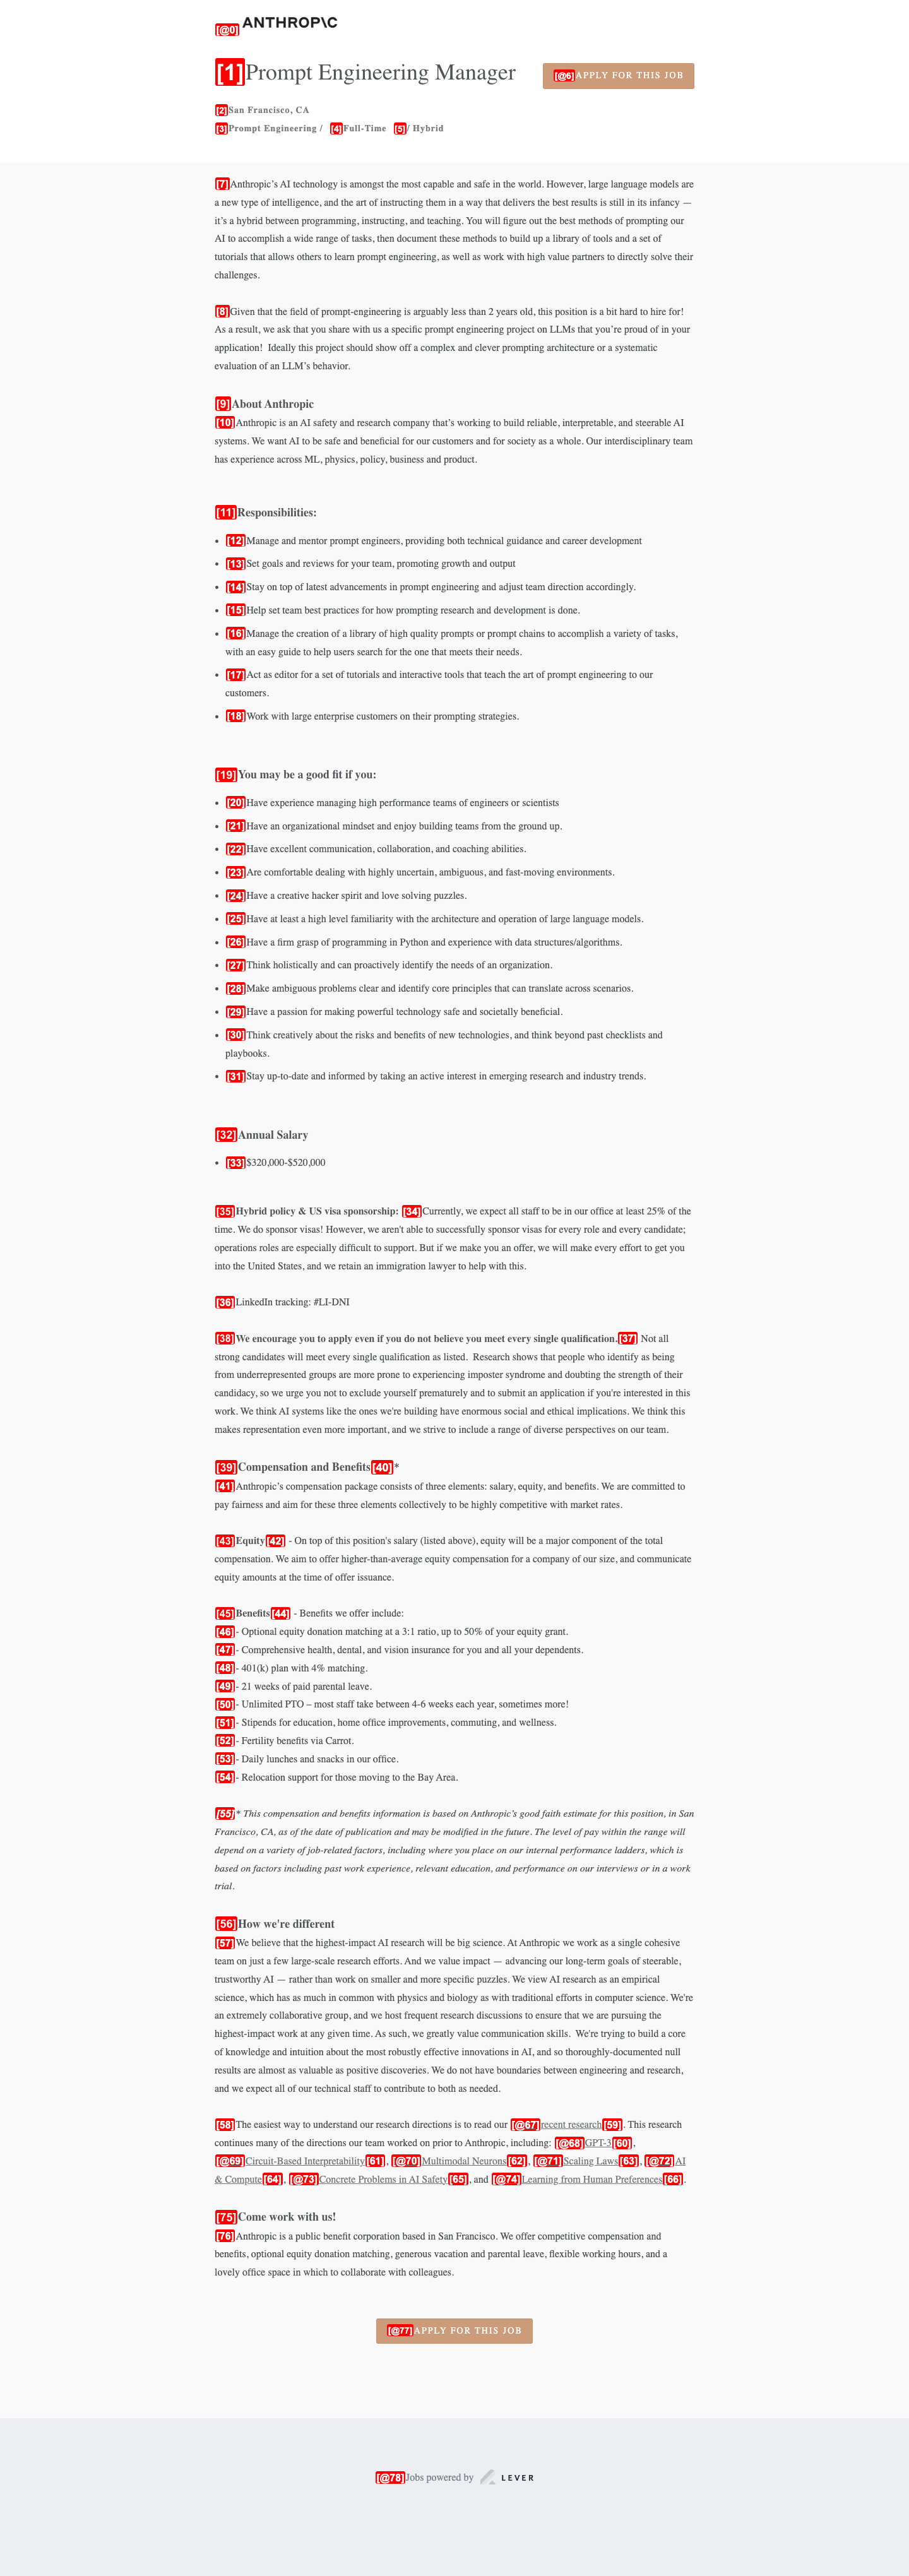 [@0] ANTHROP\C
[1]Prompt Engineering Manager
[@6]APPLY FOR THIS JOB
[2]San Francisco, CA
[3]Prompt Engineering / [4]Full-Time [5]/ Hybrid
[7]Anthropic’s AI technology is amongst the most capable and safe in the world. However, large language models are
a new type of intelligence, and the art of instructing them in a way that delivers the best results is still in its infancy —
it’s a hybrid between programming, instructing, and teaching. You will figure out the best methods of prompting our
AI to accomplish a wide range of tasks, then document these methods to build up a library of tools and a set of
tutorials that allows others to learn prompt engineering, as well as work with high value partners to directly solve their
challenges.
[8]Given that the field of prompt-engineering is arguably less than 2 years old, this position is a bit hard to hire for!
As a result, we ask that you share with us a specific prompt engineering project on LLMs that you’re proud of in your
application! Ideally this project should show off a complex and clever prompting architecture or a systematic
evaluation of an LLM’s behavior.
[9]About Anthropic
[10]Anthropic is an AI safety and research company that’s working to build reliable, interpretable, and steerable AI
systems. We want AI to be safe and beneficial for our customers and for society as a whole. Our interdisciplinary team
has experience across ML, physics, policy, business and product.
[11]Responsibilities:
• [12]Manage and mentor prompt engineers, providing both technical guidance and career development
• [13]Set goals and reviews for your team, promoting growth and output
• [14]Stay on top of latest advancements in prompt engineering and adjust team direction accordingly.
• [15]Help set team best practices for how prompting research and development is done.
• [16]Manage the creation of a library of high quality prompts or prompt chains to accomplish a variety of tasks,
with an easy guide to help users search for the one that meets their needs.
• [17]Act as editor for a set of tutorials and interactive tools that teach the art of prompt engineering to our
customers.
• [18]Work with large enterprise customers on their prompting strategies.
[19]You may be a good fit if you:
• [20]Have experience managing high performance teams of engineers or scientists
• [21]Have an organizational mindset and enjoy building teams from the ground up.
• [22]Have excellent communication, collaboration, and coaching abilities.
• [23]Are comfortable dealing with highly uncertain, ambiguous, and fast-moving environments.
• [24]Have a creative hacker spirit and love solving puzzles.
• [25]Have at least a high level familiarity with the architecture and operation of large language models.
• [26]Have a firm grasp of programming in Python and experience with data structures/algorithms.
• [27]Think holistically and can proactively identify the needs of an organization.
• [28]Make ambiguous problems clear and identify core principles that can translate across scenarios.
• [29]Have a passion for making powerful technology safe and societally beneficial.
• [30]Think creatively about the risks and benefits of new technologies, and think beyond past checklists and
playbooks.
• [31]Stay up-to-date and informed by taking an active interest in emerging research and industry trends.
[32]Annual Salary
• [33]$320,000-$520,000
[35]Hybrid policy & US visa sponsorship: [34]Currently, we expect all staff to be in our office at least 25% of the
time. We do sponsor visas! However, we aren't able to successfully sponsor visas for every role and every candidate;
operations roles are especially difficult to support. But if we make you an offer, we will make every effort to get you
into the United States, and we retain an immigration lawyer to help with this.
[36]LinkedIn tracking: #LI-DNI
[38]We encourage you to apply even if you do not believe you meet every single qualification.[37] Not all
strong candidates will meet every single qualification as listed. Research shows that people who identify as being
from underrepresented groups are more prone to experiencing imposter syndrome and doubting the strength of their
candidacy, so we urge you not to exclude yourself prematurely and to submit an application if you're interested in this
work. We think AI systems like the ones we're building have enormous social and ethical implications. We think this
makes representation even more important, and we strive to include a range of diverse perspectives on our team.
[39]Compensation and Benefits[40]*
[41]Anthropic’s compensation package consists of three elements: salary, equity, and benefits. We are committed to
pay fairness and aim for these three elements collectively to be highly competitive with market rates.
[43]Equity[42] - On top of this position's salary (listed above), equity will be a major component of the total
compensation. We aim to offer higher-than-average equity compensation for a company of our size, and communicate
equity amounts at the time of offer issuance.
[45]Benefits[44] - Benefits we offer include:
[46]- Optional equity donation matching at a 3:1 ratio, up to 50% of your equity grant.
[47]- Comprehensive health, dental, and vision insurance for you and all your dependents.
[48]- 401(k) plan with 4% matching.
[49]- 21 weeks of paid parental leave.
[50]- Unlimited PTO – most staff take between 4-6 weeks each year, sometimes more!
[51]- Stipends for education, home office improvements, commuting, and wellness.
[52]- Fertility benefits via Carrot.
[53]- Daily lunches and snacks in our office.
[54]- Relocation support for those moving to the Bay Area.
[55]* This compensation and benefits information is based on Anthropic’s good faith estimate for this position, in San
Francisco, CA, as of the date of publication and may be modified in the future. The level of pay within the range will
depend on a variety of job-related factors, including where you place on our internal performance ladders, which is
based on factors including past work experience, relevant education, and performance on our interviews or in a work
trial.
[56]How we're different
[57]We believe that the highest-impact AI research will be big science. At Anthropic we work as a single cohesive
team on just a few large-scale research efforts. And we value impact — advancing our long-term goals of steerable,
trustworthy AI — rather than work on smaller and more specific puzzles. We view AI research as an empirical
science, which has as much in common with physics and biology as with traditional efforts in computer science. We're
an extremely collaborative group, and we host frequent research discussions to ensure that we are pursuing the
highest-impact work at any given time. As such, we greatly value communication skills. We're trying to build a core
of knowledge and intuition about the most robustly effective innovations in AI, and so thoroughly-documented null
results are almost as valuable as positive discoveries. We do not have boundaries between engineering and research,
and we expect all of our technical staff to contribute to both as needed.
[58]The easiest way to understand our research directions is to read our [@67]recent research[59]. This research
continues many of the directions our team worked on prior to Anthropic, including: [@68]GPT-3[60],
[@69]Circuit-Based Interpretability[61], [@70]Multimodal Neurons[62], [@71]Scaling Laws[63], [@72]AI
& Compute[64], [@73]Concrete Problems in AI Safety[65], and [@74]Learning from Human Preferences[66].
[75]Come work with us!
[76]Anthropic is a public benefit corporation based in San Francisco. We offer competitive compensation and
benefits, optional equity donation matching, generous vacation and parental leave, flexible working hours, and a
lovely office space in which to collaborate with colleagues.
[@77]APPLY FOR THIS JOB
[@78]Jobs powered by LEVER